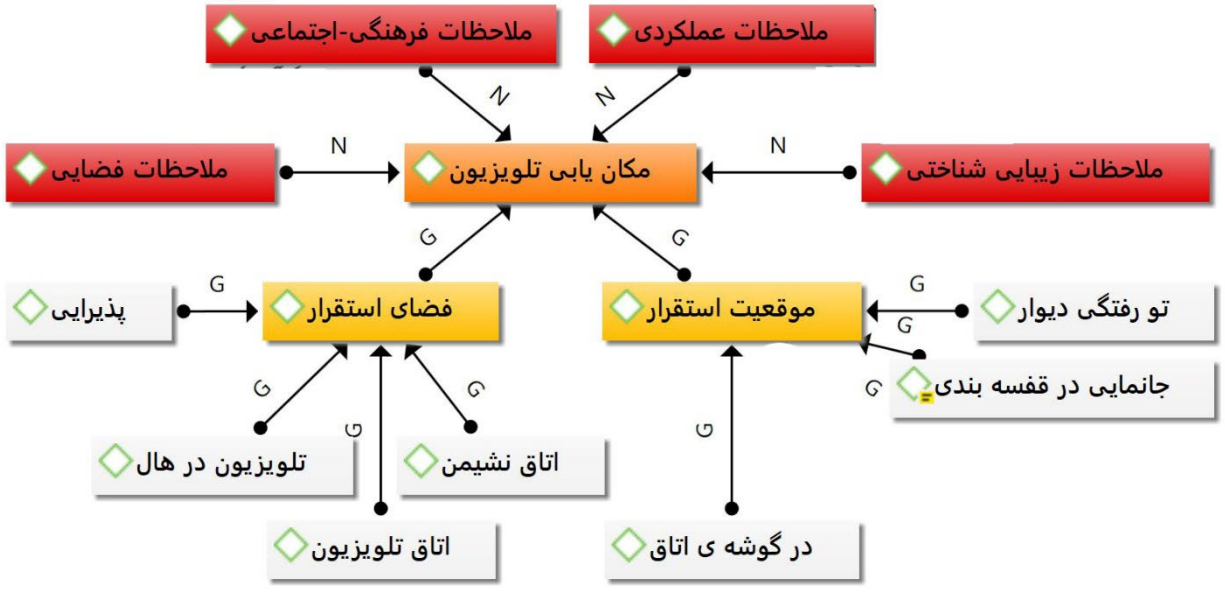 ملاحظات عملکردی
ملاحظات فرهنگی-اجتماعی
N
N
ملاحظات زیبایی شناختی
N
مکان یابی تلویزیون
N
ملاحظات فضایی
G
G
تو رفتگی دیوار
G
موقعیت استقرار
فضای استقرار
G
پذیرایی
G
جانمایی در قفسه بندی
G
G
G
G
G
اتاق نشیمن
تلویزیون در هال
در گوشه ی اتاق
اتاق تلویزیون